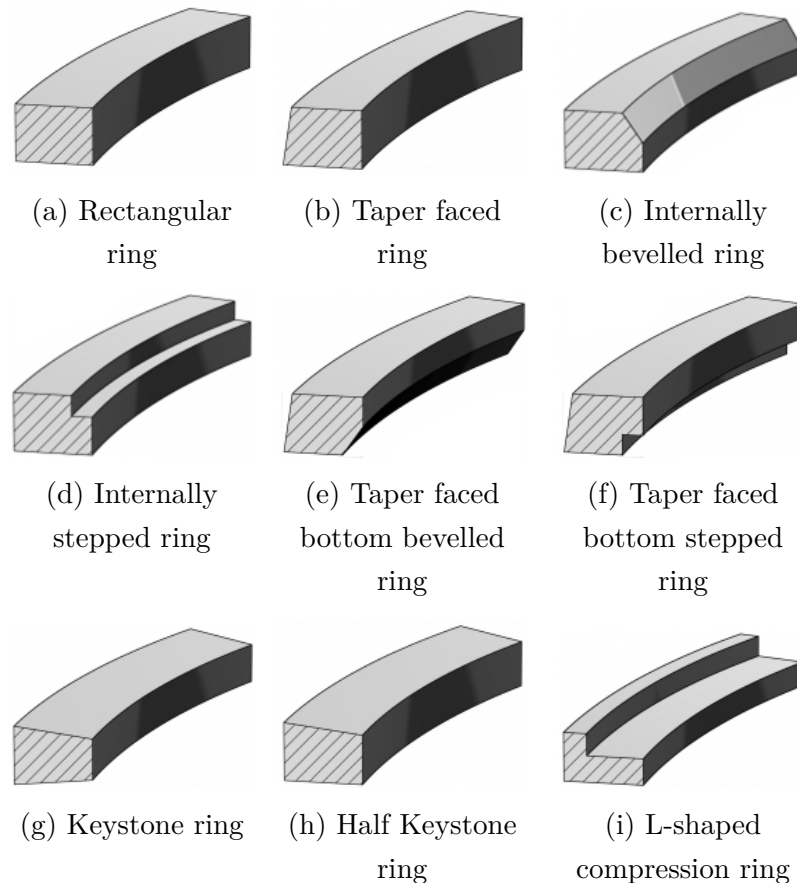 (a) Rectangular
ring
(b) Taper faced
ring
(c) Internally
bevelled ring
(d) Internally
stepped ring
(e) Taper faced
bottom bevelled
ring
(f) Taper faced
bottom stepped
ring
(g) Keystone ring
(h) Half Keystone
ring
(i) L-shaped
compression ring